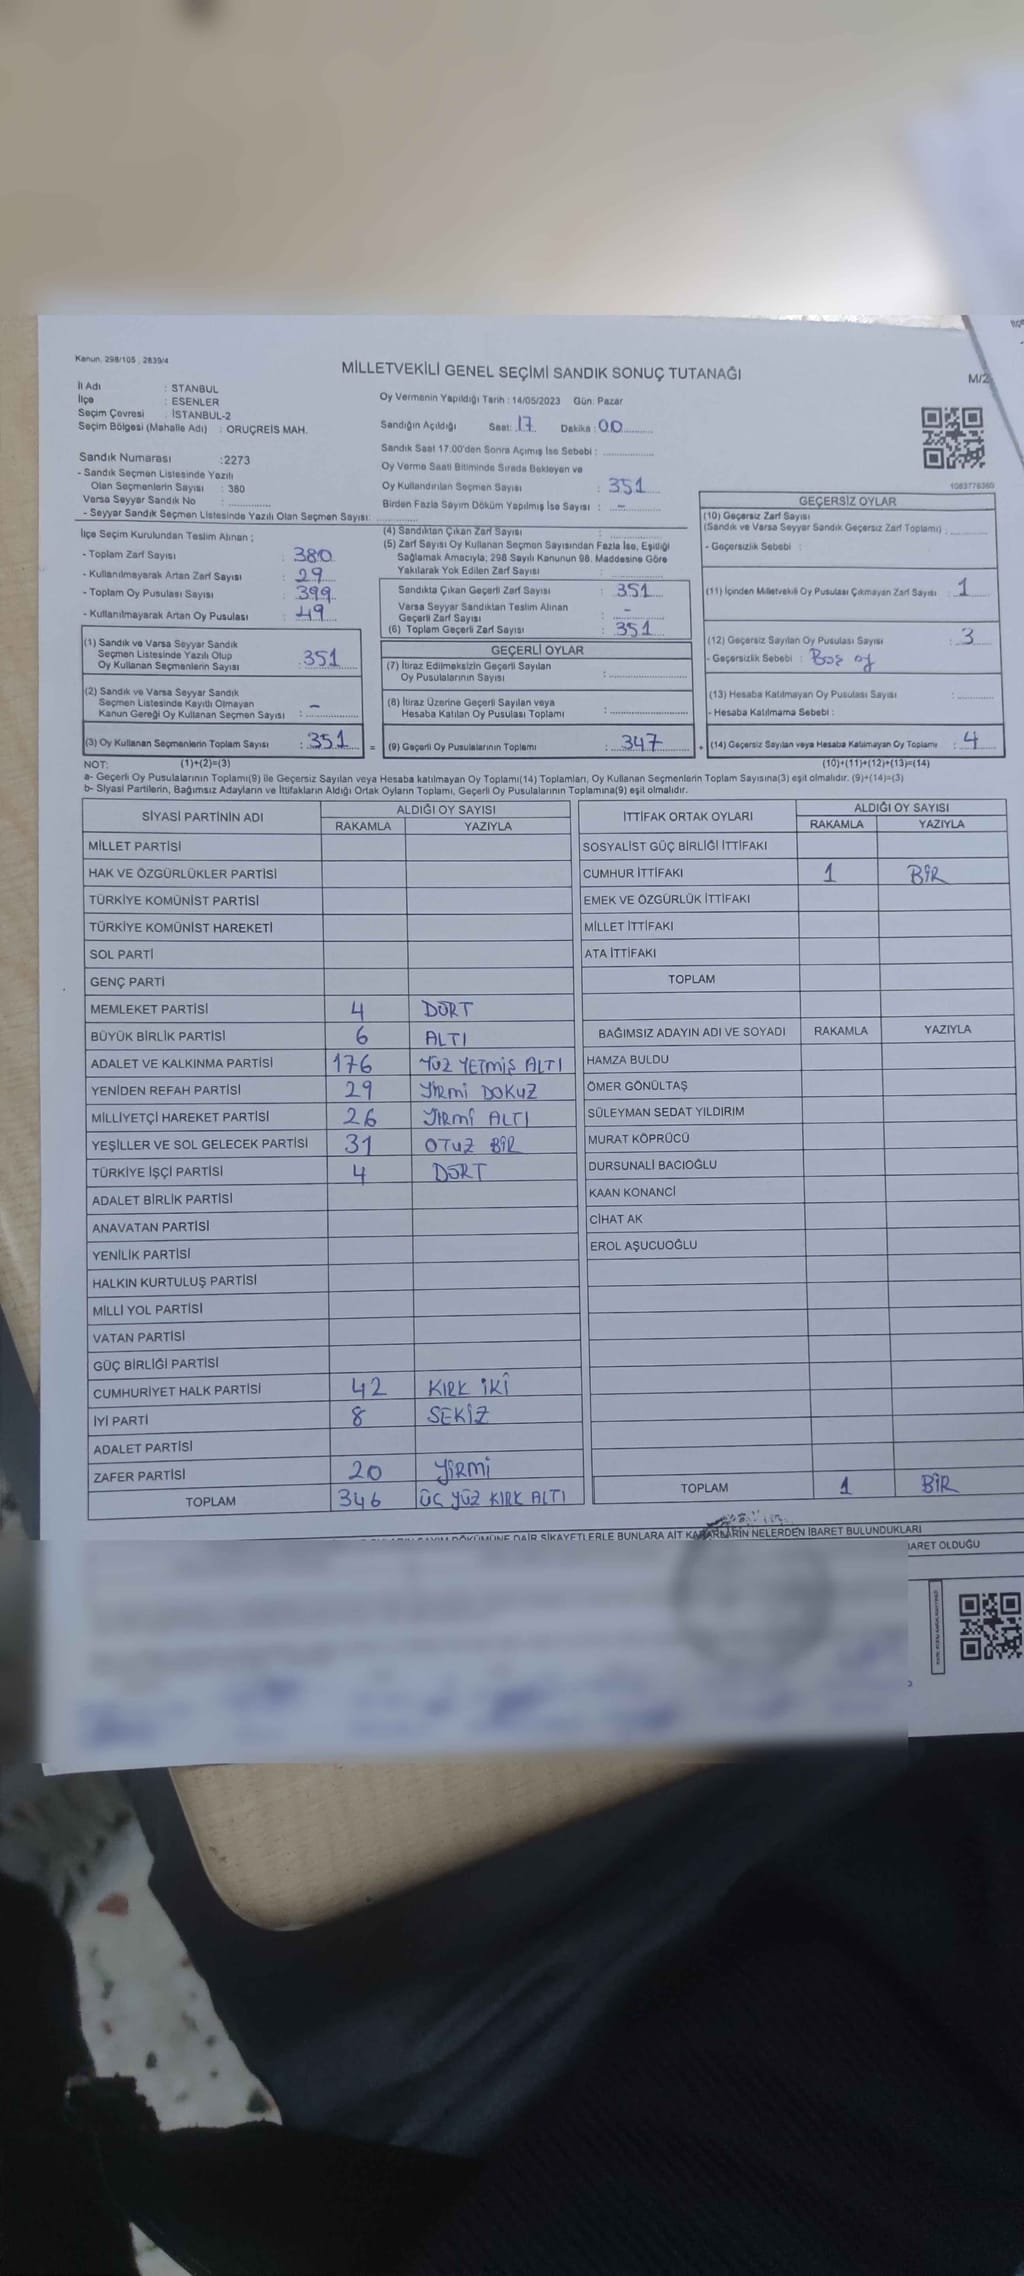 Kanun. 298/105 , 2839/4
MİLLETVEKİLİ GENEL SEÇİMİ SANDIK SONUÇ TUTANAĞI
M/2
İl Adı : STANBUL
İlçe : ESENLER
Seçim Çevresi : İSTANBUL-2
Seçim Bölgesi (Mahalle Adı) : ORUÇREİS MAH.
Sandık Numarası :2273
- Sandık Seçmen Listesinde Yazılı
Olan Seçmenlerin Sayısı : 380
Varsa Seyyar Sandık No :
- Seyyar Sandık Seçmen Listesinde Yazılı Olan Seçmen Sayısı:
Oy Vermenin Yapıldığı Tarih : 14/05/2023 Gün: Pazar
Sandığın Açıldığı Saat: 17 Dakika : 00
Sandık Saat 17.00'den Sonra Açımış İse Sebebi :
Oy Verme Saati Bitiminde Sırada Bekleyen ve
Oy Kullandırılan Seçmen Sayısı : 351
Birden Fazla Sayım Döküm Yapılmış İse Sayısı : -
1083776360
İlçe Seçim Kurulundan Teslim Alınan ;
- Toplam Zarf Sayısı : 380
- Kullanılmayarak Artan Zarf Sayısı : 29
- Toplam Oy Pusulası Sayısı : 399
- Kullanılmayarak Artan Oy Pusulası : 49
(1) Sandık ve Varsa Seyyar Sandık
Seçmen Listesinde Yazılı Olup
Oy Kullanan Seçmenlerin Sayısı : 351
(2) Sandık ve Varsa Seyyar Sandık
Seçmen Listesinde Kayıtlı Olmayan
Kanun Gereği Oy Kullanan Seçmen Sayısı : -
(3) Oy Kullanan Seçmenlerin Toplam Sayısı : 351 =
(4) Sandıktan Çıkan Zarf Sayısı :
(5) Zarf Sayısı Oy Kullanan Seçmen Sayısından Fazla İse, Eşitliği
Sağlamak Amacıyla; 298 Sayılı Kanunun 98. Maddesine Göre
Yakılarak Yok Edilen Zarf Sayısı :
Sandıkta Çıkan Geçerli Zarf Sayısı : 351
Varsa Seyyar Sandıktan Teslim Alınan
Geçerli Zarf Sayısı : -
(6) Toplam Geçerli Zarf Sayısı : 351
GEÇERLİ OYLAR
(7) İtiraz Edilmeksizin Geçerli Sayılan
Oy Pusulalarının Sayısı :
(8) İtiraz Üzerine Geçerli Sayılan veya
Hesaba Katılan Oy Pusulası Toplamı :
(9) Geçerli Oy Pusulalarının Toplamı : 347 +
GEÇERSİZ OYLAR
(10) Geçersiz Zarf Sayısı
(Sandık ve Varsa Seyyar Sandık Geçersiz Zarf Toplamı) :
- Geçersizlik Sebebi :
(11) İçinden Milletvekili Oy Pusulası Çıkmayan Zarf Sayısı : 1
(12) Geçersiz Sayılan Oy Pusulası Sayısı : 3
- Geçersizlik Sebebi : Boş oy
(13) Hesaba Katılmayan Oy Pusulası Sayısı :
- Hesaba Katılmama Sebebi :
(14) Geçersiz Sayılan veya Hesaba Katılmayan Oy Toplamı : 4
NOT: (1)+(2)=(3) (10)+(11)+(12)+(13)=(14)
a- Geçerli Oy Pusulalarının Toplamı(9) ile Geçersiz Sayılan veya Hesaba katılmayan Oy Toplamı(14) Toplamları, Oy Kullanan Seçmenlerin Toplam Sayısına(3) eşit olmalıdır. (9)+(14)=(3)
b- Siyasi Partilerin, Bağımsız Adayların ve İttifakların Aldığı Ortak Oyların Toplamı, Geçerli Oy Pusulalarının Toplamına(9) eşit olmalıdır.
SİYASİ PARTİNİN ADI ALDIĞI OY SAYISI
RAKAMLA YAZIYLA
MİLLET PARTİSİ
HAK VE ÖZGÜRLÜKLER PARTİSİ
TÜRKİYE KOMÜNİST PARTİSİ
TÜRKİYE KOMÜNİST HAREKETİ
SOL PARTİ
GENÇ PARTİ
MEMLEKET PARTİSİ 4 DÖRT
BÜYÜK BİRLİK PARTİSİ 6 ALTI
ADALET VE KALKINMA PARTİSİ 176 YÜZ YETMİŞ ALTI
YENİDEN REFAH PARTİSİ 29 YİRMİ DOKUZ
MİLLİYETÇİ HAREKET PARTİSİ 26 YİRMİ ALTI
YEŞİLLER VE SOL GELECEK PARTİSİ 31 OTUZ BİR
TÜRKİYE İŞÇİ PARTİSİ 4 DÖRT
ADALET BİRLİK PARTİSİ
ANAVATAN PARTİSİ
YENİLİK PARTİSİ
HALKIN KURTULUŞ PARTİSİ
MİLLİ YOL PARTİSİ
VATAN PARTİSİ
GÜÇ BİRLİĞİ PARTİSİ
CUMHURİYET HALK PARTİSİ 42 KIRK İKİ
İYİ PARTİ 8 SEKİZ
ADALET PARTİSİ
ZAFER PARTİSİ 20 YİRMİ
TOPLAM 346 ÜÇ YÜZ KIRK ALTI
İTTİFAK ORTAK OYLARI ALDIĞI OY SAYISI
RAKAMLA YAZIYLA
SOSYALİST GÜÇ BİRLİĞİ İTTİFAKI
CUMHUR İTTİFAKI 1 BİR
EMEK VE ÖZGÜRLÜK İTTİFAKI
MİLLET İTTİFAKI
ATA İTTİFAKI
TOPLAM
BAĞIMSIZ ADAYIN ADI VE SOYADI RAKAMLA YAZIYLA
HAMZA BULDU
ÖMER GÖNÜLTAŞ
SÜLEYMAN SEDAT YILDIRIM
MURAT KÖPRÜCÜ
DURSUNALİ BACIOĞLU
KAAN KONANCİ
CİHAT AK
EROL AŞUCUOĞLU
TOPLAM 1 BİR
DÖKÜMÜNE DAİR ŞİKAYETLERLE BUNLARA AİT KARARLARIN NELERDEN İBARET BULUNDUKLARI
BARET OLDUĞU